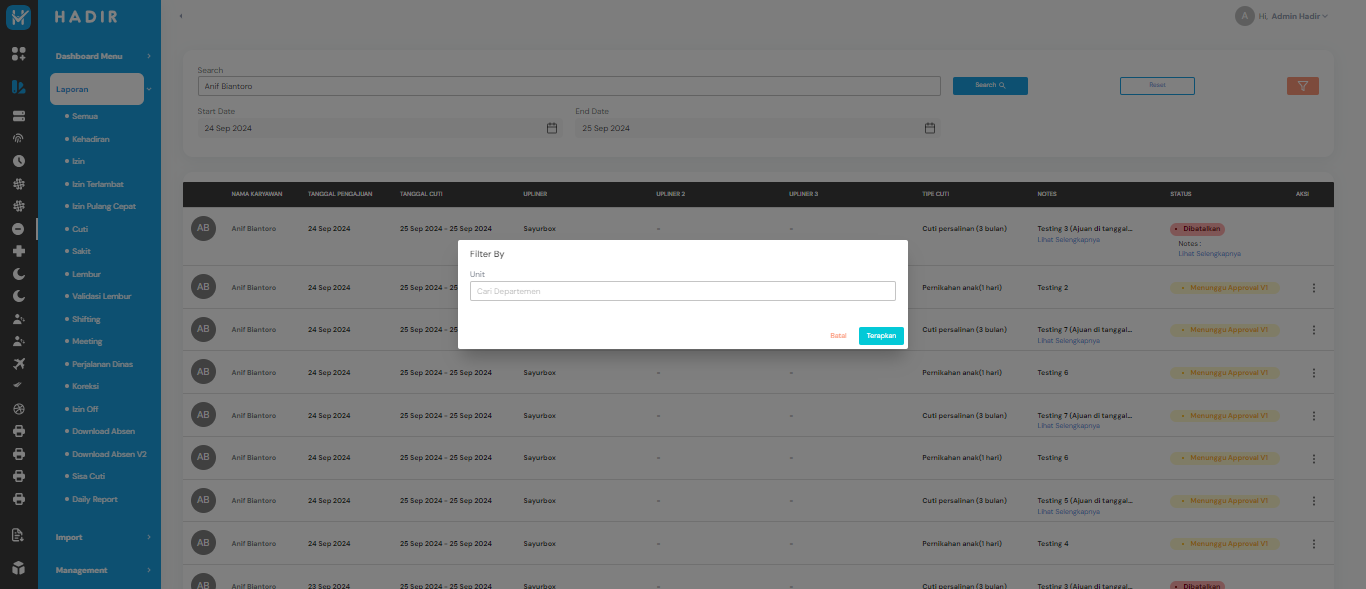 HADIR
Hi, Admin Hadir
Dashboard Menu
Laporan
Semua
Kehadiran
Izin
Izin Terlambat
Izin Pulang Cepat
Cuti
Sakit
Lembur
Validasi Lembur
Shifting
Meeting
Perjalanan Dinas
Koreksi
Izin Off
Download Absen
Download Absen V2
Sisa Cuti
Daily Report
Import
Management
A
Search
Anif Biantoro
Search
Reset
Start Date
End Date
24 Sep 2024
25 Sep 2024
NAMA KARYAWAN TANGGAL PENGAJUAN TANGGAL CUTI UPLINER UPLINER 2 UPLINER 3 TIPE CUTI NOTES STATUS AKSI
AB Anif Biantoro 24 Sep 2024 25 Sep 2024 - 25 Sep 2024 Sayurbox - - Cuti persalinan (3 bulan) Testing 3 (Ajuan di tanggal... Dibatalkan
Lihat Selengkapnya
Notes :
Lihat Selengkapnya
Filter By
Unit
Cari Departemen
Batal
Terapkan
AB Anif Biantoro 24 Sep 2024 25 Sep 2024 - 25 Pernikahan anak(1 hari) Testing 2 Menunggu Approval V1
AB Anif Biantoro 24 Sep 2024 25 Sep 2024 - 25 Cuti persalinan (3 bulan) Testing 7 (Ajuan di tanggal... Menunggu Approval V1
Lihat Selengkapnya
AB Anif Biantoro 24 Sep 2024 25 Sep 2024 - 25 Sep 2024 Sayurbox - - Pernikahan anak(1 hari) Testing 6 Menunggu Approval V1
AB Anif Biantoro 24 Sep 2024 25 Sep 2024 - 25 Sep 2024 Sayurbox - - Cuti persalinan (3 bulan) Testing 7 (Ajuan di tanggal... Menunggu Approval V1
Lihat Selengkapnya
AB Anif Biantoro 24 Sep 2024 25 Sep 2024 - 25 Sep 2024 Sayurbox - - Pernikahan anak(1 hari) Testing 6 Menunggu Approval V1
AB Anif Biantoro 24 Sep 2024 25 Sep 2024 - 25 Sep 2024 Sayurbox - - Cuti persalinan (3 bulan) Testing 5 (Ajuan di tanggal... Menunggu Approval V1
Lihat Selengkapnya
AB Anif Biantoro 24 Sep 2024 25 Sep 2024 - 25 Sep 2024 Sayurbox - - Pernikahan anak(1 hari) Testing 4 Menunggu Approval V1
AB Anif Biantoro 23 Sep 2024 25 Sep 2024 - 25 Sep 2024 Sayurbox - - Cuti persalinan (3 bulan) Testing 3 (Ajuan di tanggal... Dibatalkan